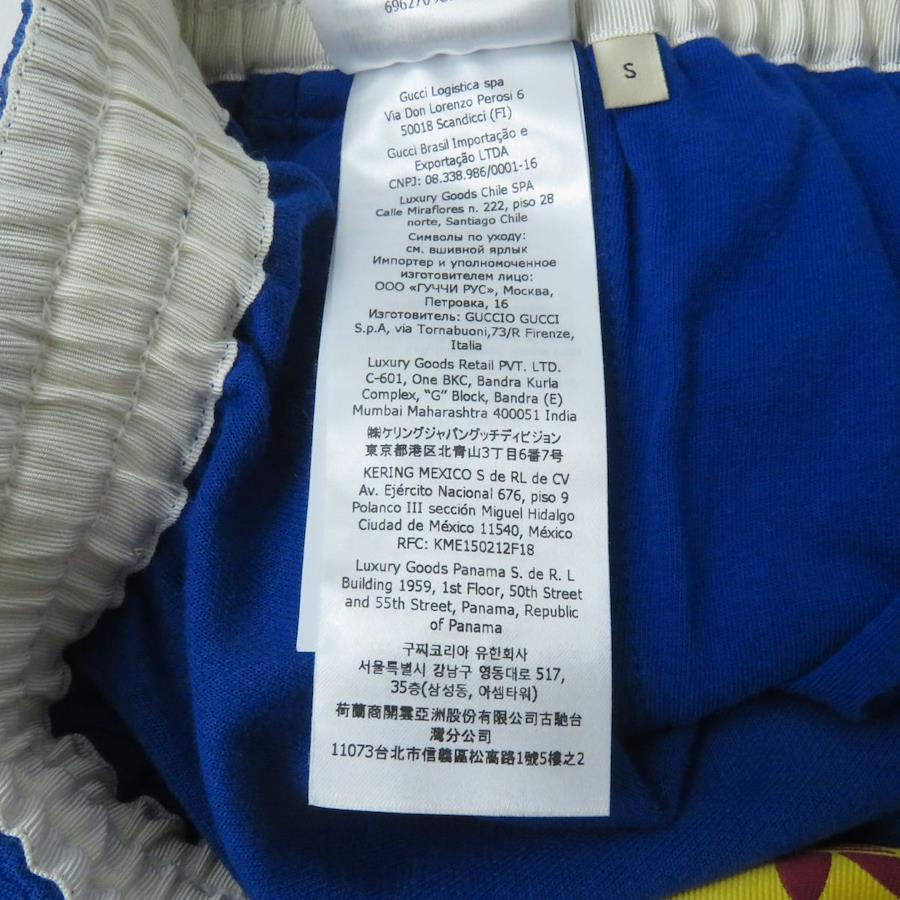 S
Gucci Logistica spa
Via Don Lorenzo Perosi 6
50018 Scandicci (FI)
Gucci Brasil Importação e
Exportação LTDA
CNPJ: 08.338.986/0001-16
Luxury Goods Chile SPA
Calle Miraflores n. 222, piso 28
norte, Santiago Chile
Символы по уходу:
см. вшивной ярлык
Импортер и уполномоченное
изготовителем лицо:
ООО «ГУЧЧИ РУС», Москва,
Петровка, 16
Изготовитель: GUCCIO GUCCI
S.p.A, via Tornabuoni,73/R Firenze,
Italia
Luxury Goods Retail PVT. LTD.
C-601, One BKC, Bandra Kurla
Complex, “G” Block, Bandra (E)
Mumbai Maharashtra 400051 India
㈱ケリングジャパングッチディビジョン
東京都港区北青山3丁目6番7号
KERING MEXICO S de RL de CV
Av. Ejército Nacional 676, piso 9
Polanco III sección Miguel Hidalgo
Ciudad de México 11540, México
RFC: KME150212F18
Luxury Goods Panama S. de R. L
Building 1959, 1st Floor, 50th Street
and 55th Street, Panama, Republic
of Panama
구찌코리아 유한회사
서울특별시 강남구 영동대로 517,
35층(삼성동, 아셈타워)
荷蘭商開雲亞洲股份有限公司古馳台
灣分公司
11073台北市信義區松高路1號5樓之2